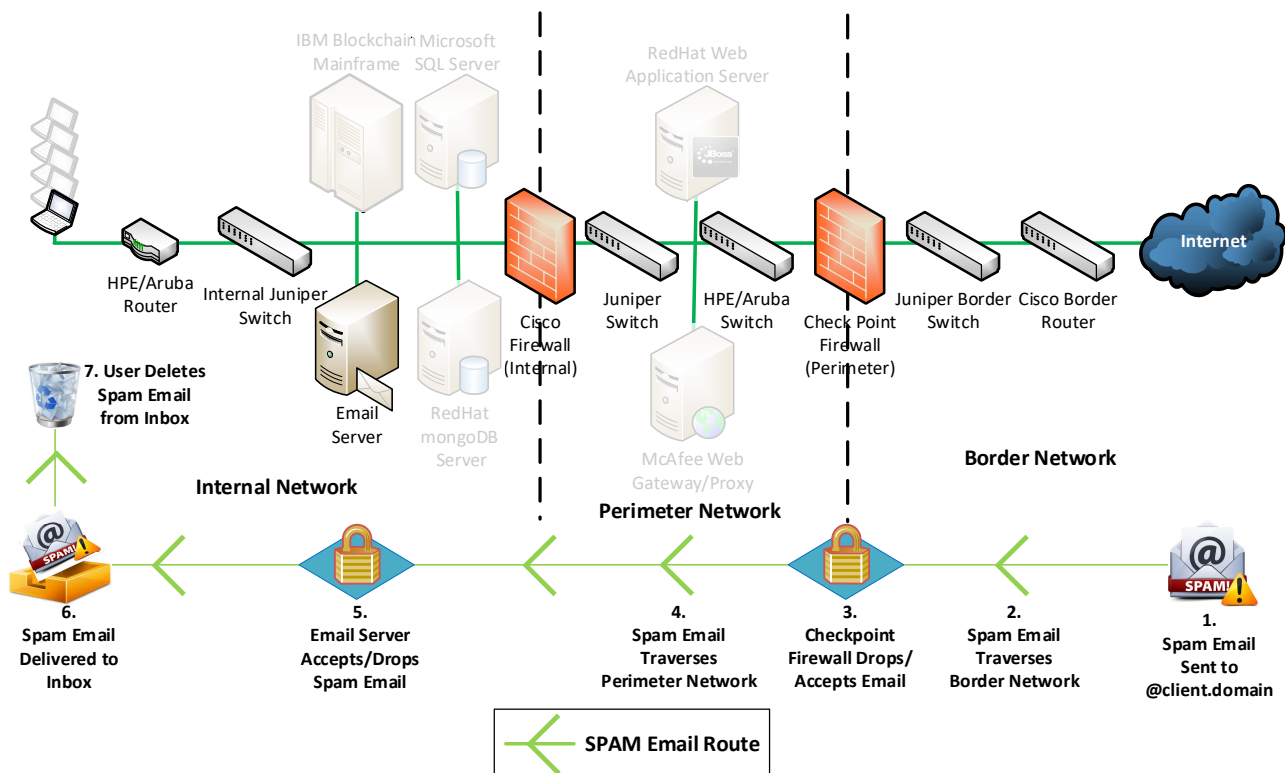 IBM Blockchain
Mainframe
Microsoft
SQL Server
RedHat Web
Application Server
JBoss
Internet
HPE/Aruba
Router
Internal Juniper
Switch
Email
Server
RedHat
mongoDB
Server
Cisco
Firewall
(Internal)
Juniper
Switch
HPE/Aruba
Switch
McAfee Web
Gateway/Proxy
Check Point
Firewall
(Perimeter)
Juniper Border
Switch
Cisco Border
Router
7. User Deletes
Spam Email
from Inbox
Internal Network
Perimeter Network
Border Network
@
SPAM!
@
SPAM!
6.
Spam Email
Delivered to
Inbox
5.
Email Server
Accepts/Drops
Spam Email
4.
Spam Email
Traverses
Perimeter Network
3.
Checkpoint
Firewall Drops/
Accepts Email
2.
Spam Email
Traverses
Border Network
1.
Spam Email
Sent to
@client.domain
SPAM Email Route